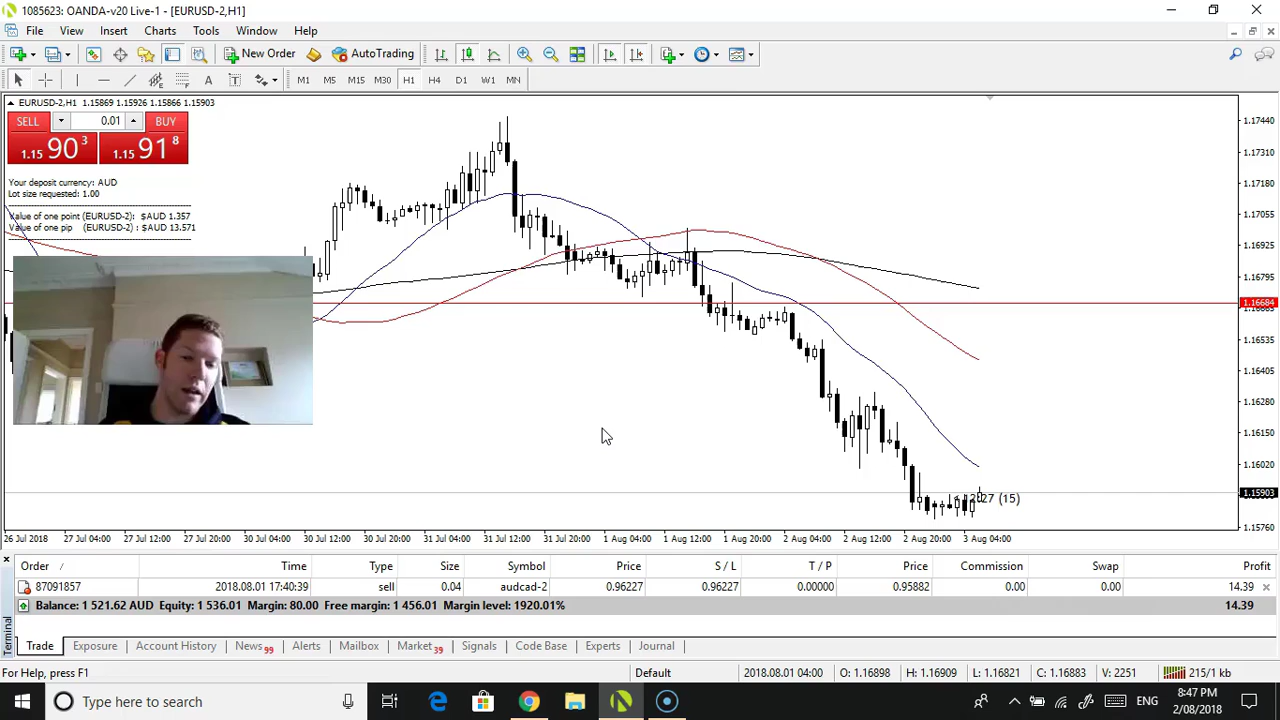 1085623: OANDA-v20 Live-1 - [EURUSD-2,H1]
File View Insert Charts Tools Window Help
New Order AutoTrading
A T M1 M5 M15 M30 H1 H4 D1 W1 MN
EURUSD-2,H1 1.15869 1.15926 1.15866 1.15903
SELL 0.01 BUY
1.15 90 3 1.15 91 8
Your deposit currency: AUD
Lot size requested: 1.00
Value of one point (EURUSD-2) : $AUD 1.357
Value of one pip (EURUSD-2) : $AUD 13.571
1.17440
1.17310
1.17180
1.17055
1.16925
1.16795
1.16684
1.16535
1.16405
1.16280
1.16150
1.16020
1.15903
1.15760
26 Jul 2018 27 Jul 04:00 27 Jul 12:00 27 Jul 20:00 30 Jul 04:00 30 Jul 12:00 30 Jul 20:00 31 Jul 04:00 31 Jul 12:00 31 Jul 20:00 1 Aug 04:00 1 Aug 12:00 1 Aug 20:00 2 Aug 04:00 2 Aug 12:00 2 Aug 20:00 3 Aug 04:00
Order / Time Type Size Symbol Price S / L T / P Price Commission Swap Profit
87091857 2018.08.01 17:40:39 sell 0.04 audcad-2 0.96227 0.96227 0.00000 0.95882 0.00 0.00 14.39
Balance: 1 521.62 AUD Equity: 1 536.01 Margin: 80.00 Free margin: 1 456.01 Margin level: 1920.01% 14.39
Terminal
Trade Exposure Account History News 99 Alerts Mailbox Market 39 Signals Code Base Experts Journal
For Help, press F1 Default 2018.08.01 04:00 O: 1.16898 H: 1.16909 L: 1.16821 C: 1.16883 V: 2251 215/1 kb
Type here to search ENG 8:47 PM
2/08/2018